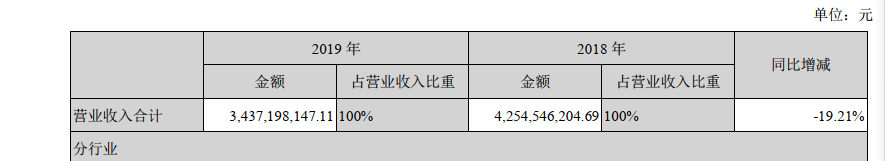 单位：元
2019 年 2018 年 同比增减
金额 占营业收入比重 金额 占营业收入比重
营业收入合计 3,437,198,147.11 100% 4,254,546,204.69 100% -19.21%
分行业